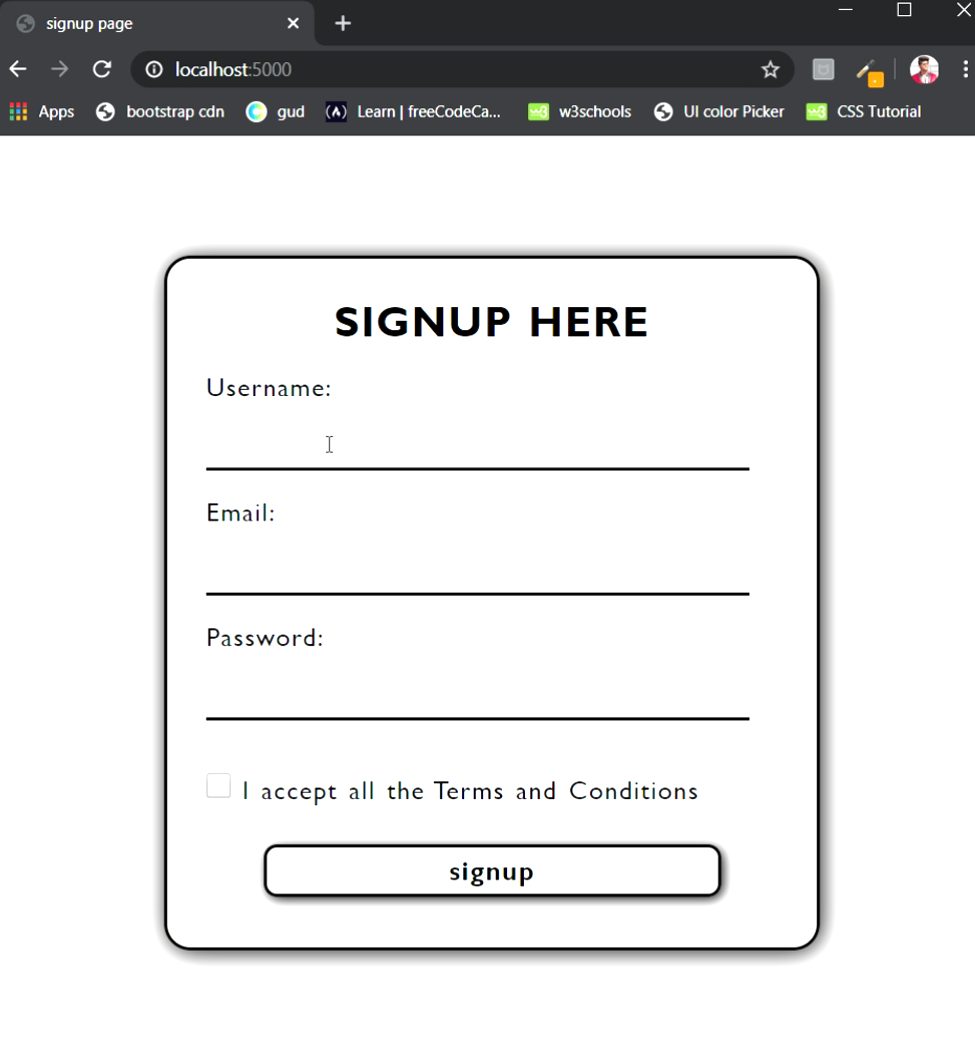 signup page
localhost:5000
Apps bootstrap cdn gud Learn | freeCodeCa... w3schools UI color Picker CSS Tutorial
SIGNUP HERE
Username:
Email:
Password:
I accept all the Terms and Conditions
signup